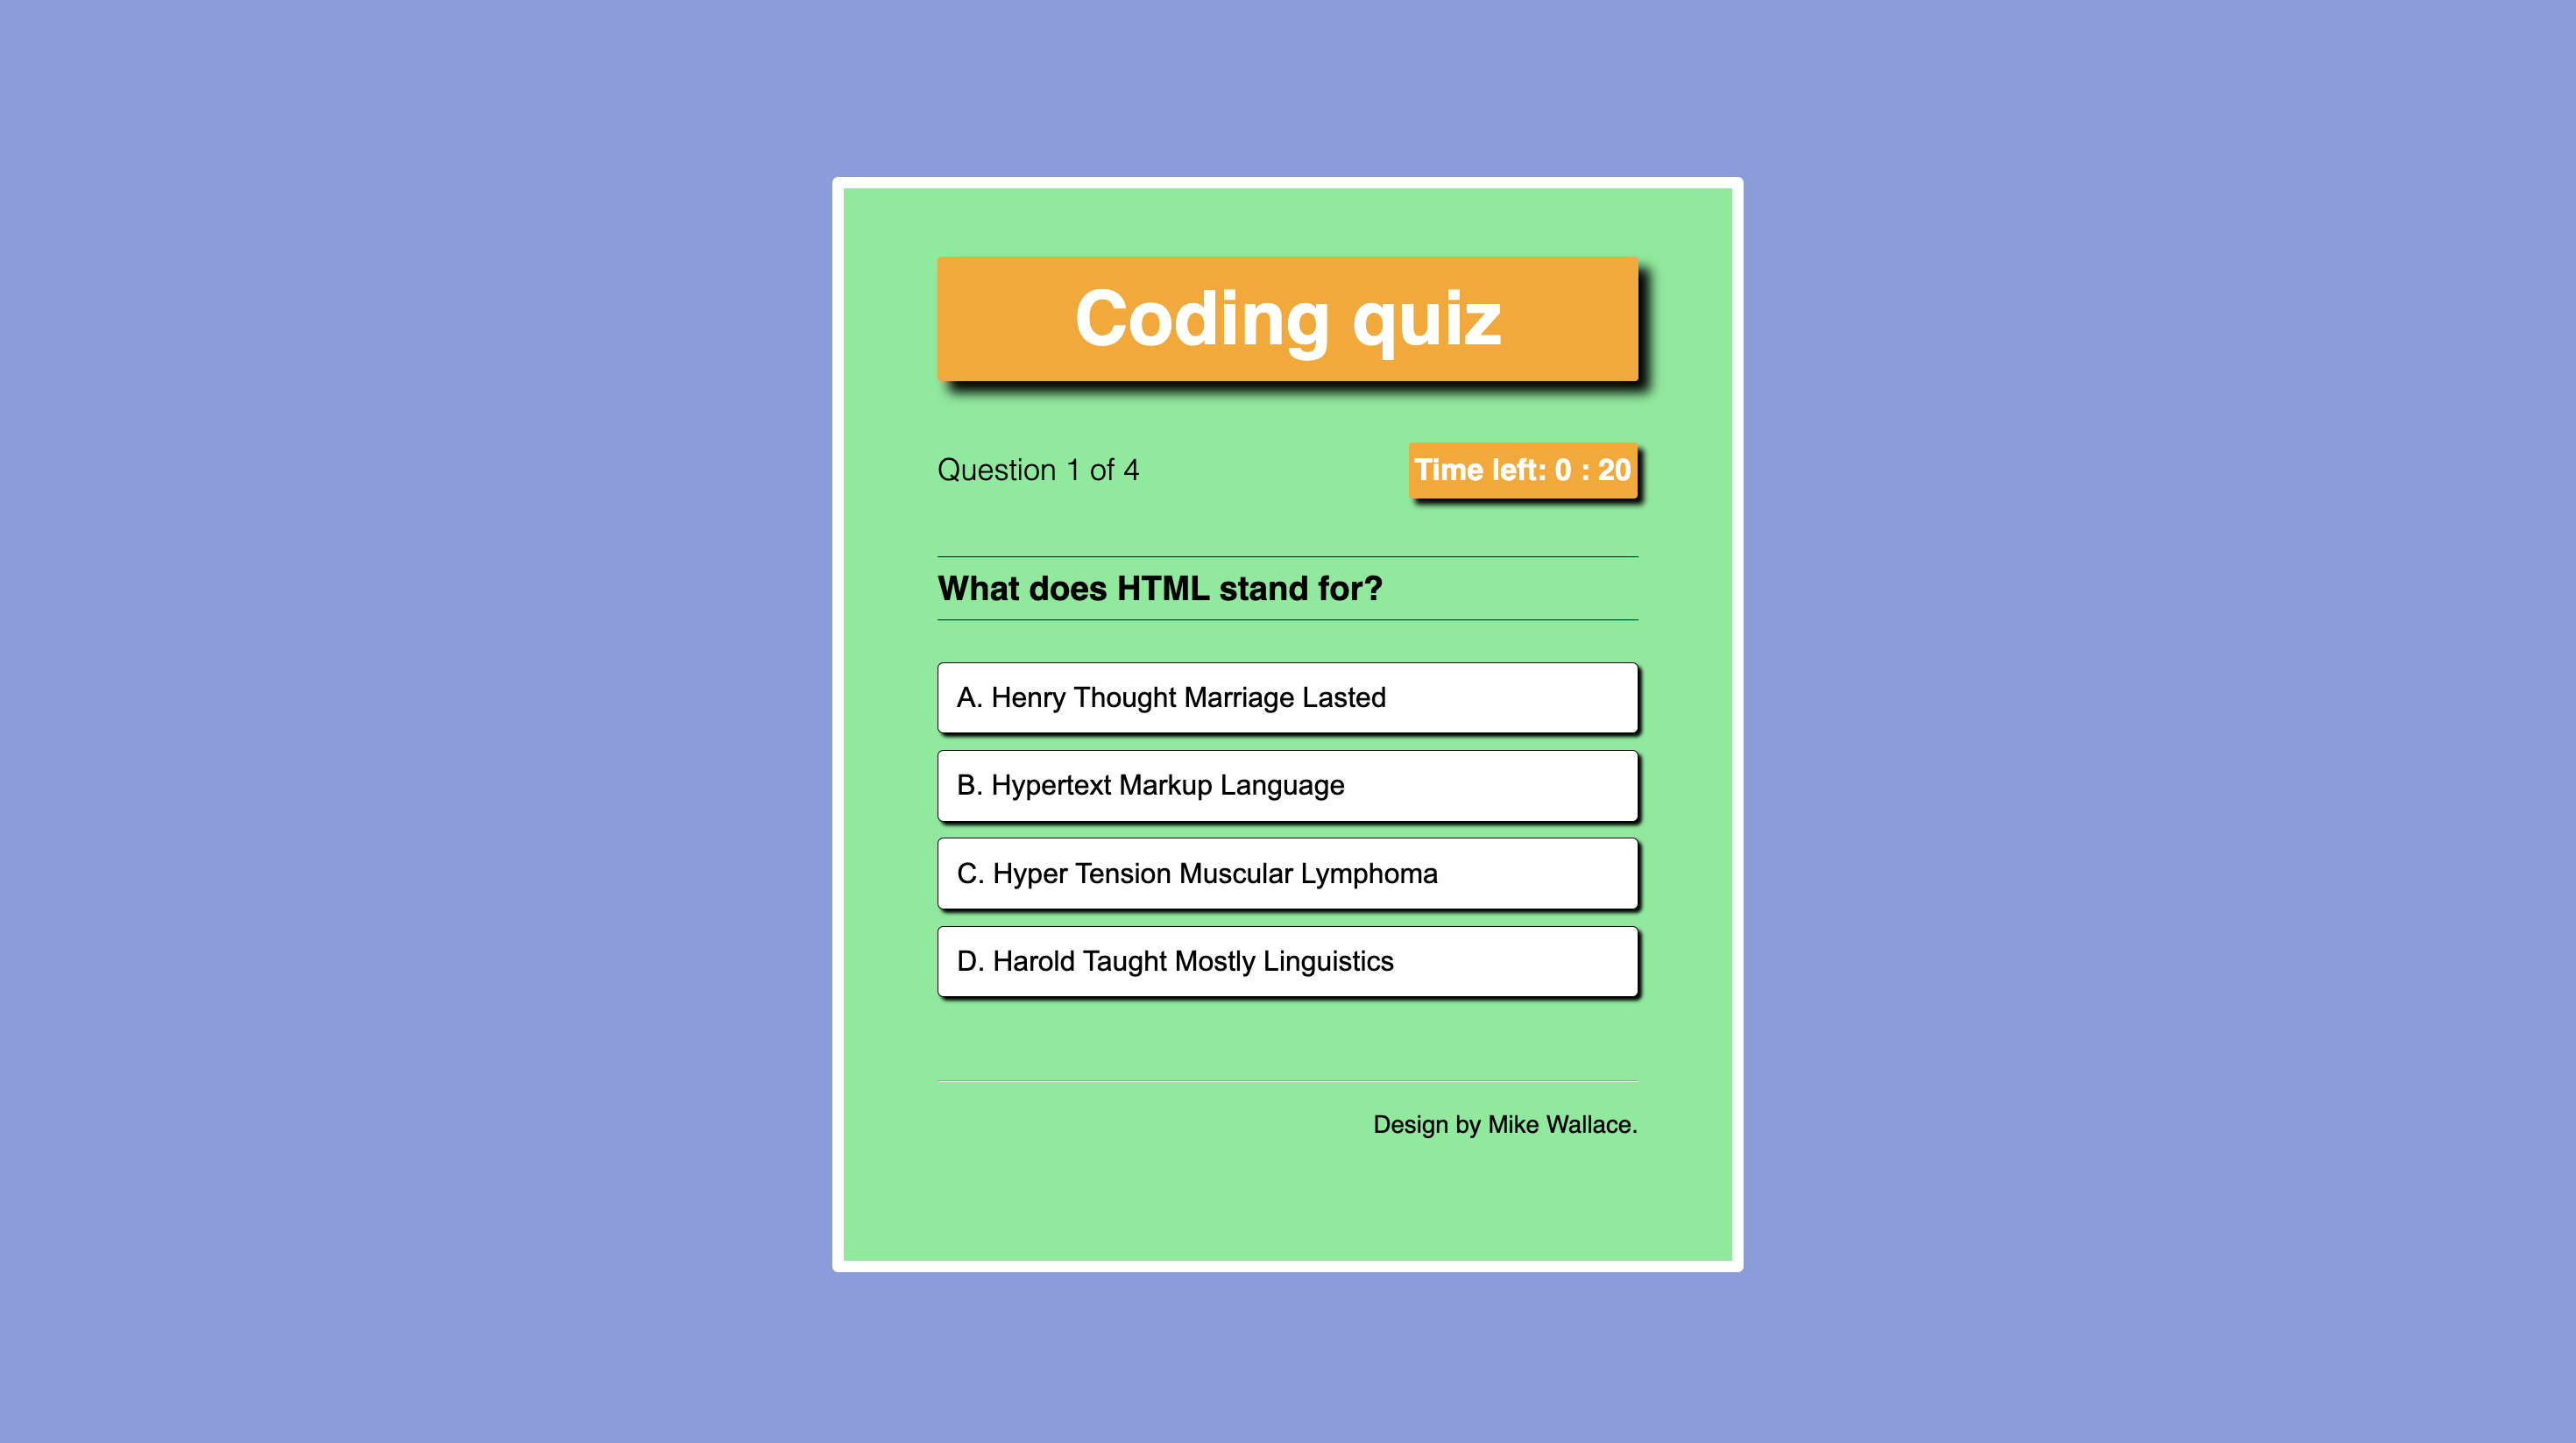 Coding quiz
Question 1 of 4
Time left: 0 : 20
What does HTML stand for?
A. Henry Thought Marriage Lasted
B. Hypertext Markup Language
C. Hyper Tension Muscular Lymphoma
D. Harold Taught Mostly Linguistics
Design by Mike Wallace.